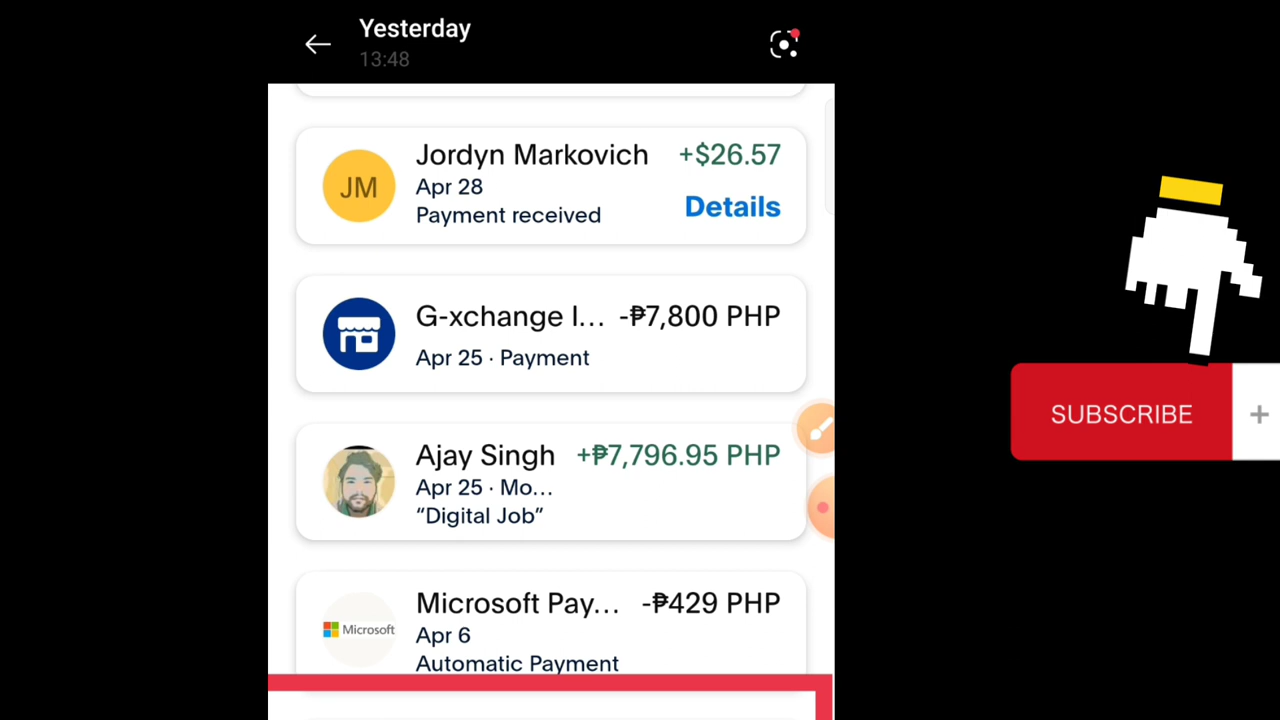 Yesterday
13:48
Jordyn Markovich +$26.57
JM
Apr 28
Payment received Details
G-xchange I... -₱7,800 PHP
Apr 25 · Payment
Ajay Singh +₱7,796.95 PHP
Apr 25 · Mo...
“Digital Job”
Microsoft Pay... -₱429 PHP
Microsoft
Apr 6
Automatic Payment
SUBSCRIBE +